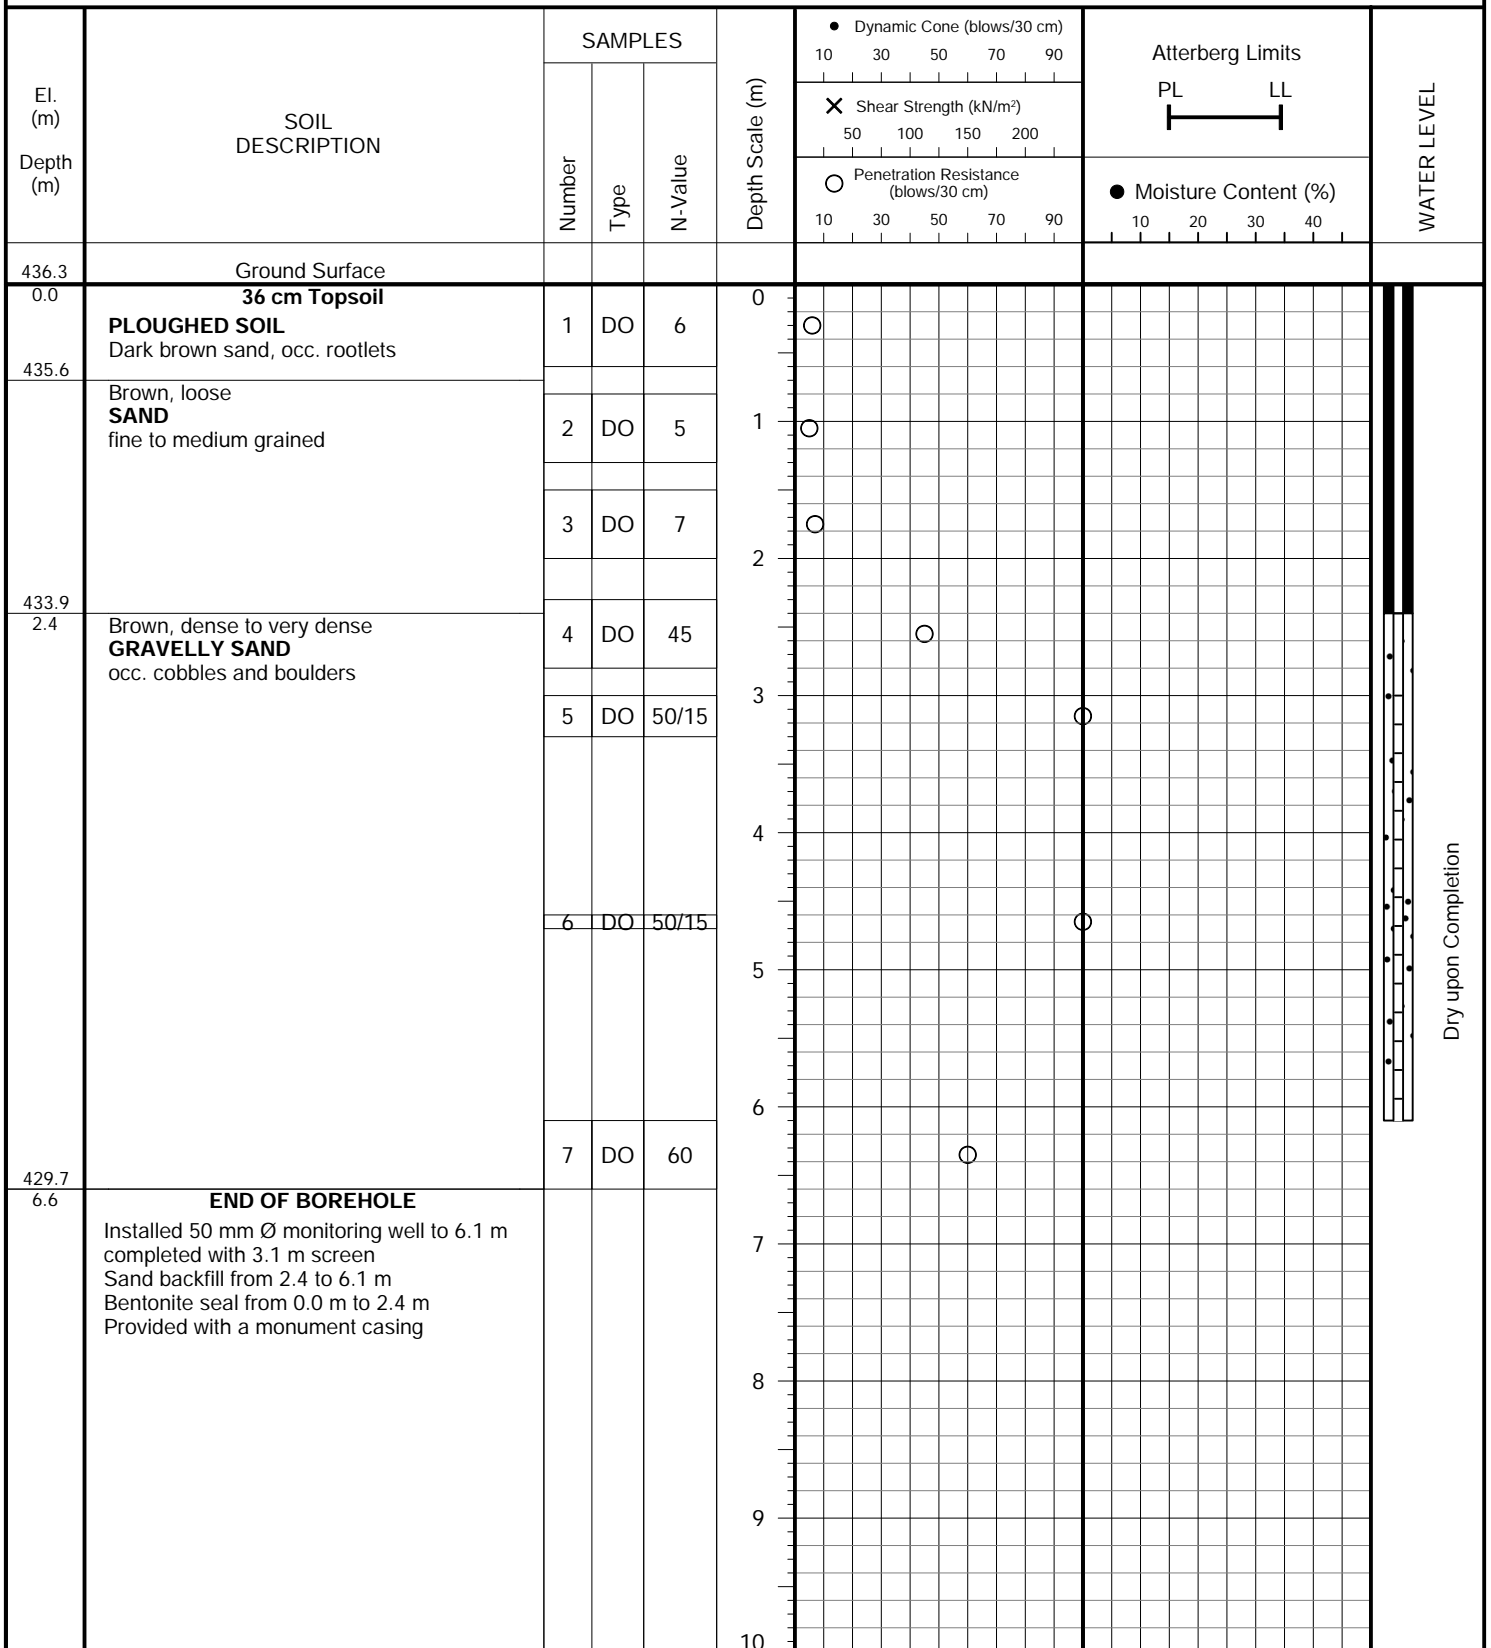 El.
(m)
Depth
(m)
SOIL
DESCRIPTION
SAMPLES
Number
Type
N-Value
Depth Scale (m)
● Dynamic Cone (blows/30 cm)
10 30 50 70 90
✕ Shear Strength (kN/m²)
50 100 150 200
○ Penetration Resistance
(blows/30 cm)
10 30 50 70 90
Atterberg Limits
PL LL
● Moisture Content (%)
10 20 30 40
WATER LEVEL
436.3 Ground Surface
0.0 36 cm Topsoil 0
PLOUGHED SOIL 1 DO 6
Dark brown sand, occ. rootlets
435.6
Brown, loose
SAND 1
fine to medium grained 2 DO 5
3 DO 7
2
433.9
2.4 Brown, dense to very dense 4 DO 45
GRAVELLY SAND
occ. cobbles and boulders
3
5 DO 50/15
4
6 DO 50/15
5
Dry upon Completion
6
7 DO 60
429.7
6.6 END OF BOREHOLE
Installed 50 mm Ø monitoring well to 6.1 m
completed with 3.1 m screen 7
Sand backfill from 2.4 to 6.1 m
Bentonite seal from 0.0 m to 2.4 m
Provided with a monument casing
8
9
10